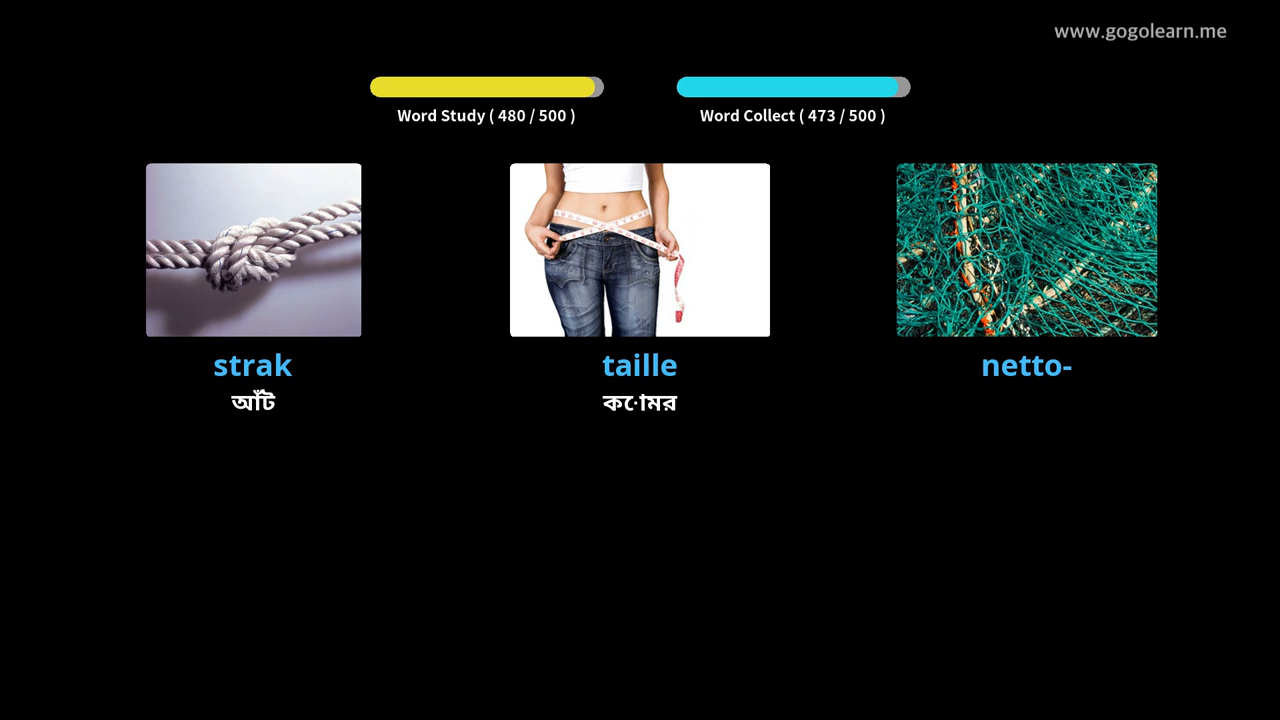 www.gogolearn.me
Word Study ( 480 / 500 )
Word Collect ( 473 / 500 )
strak
taille
netto-
আঁট
কোমর